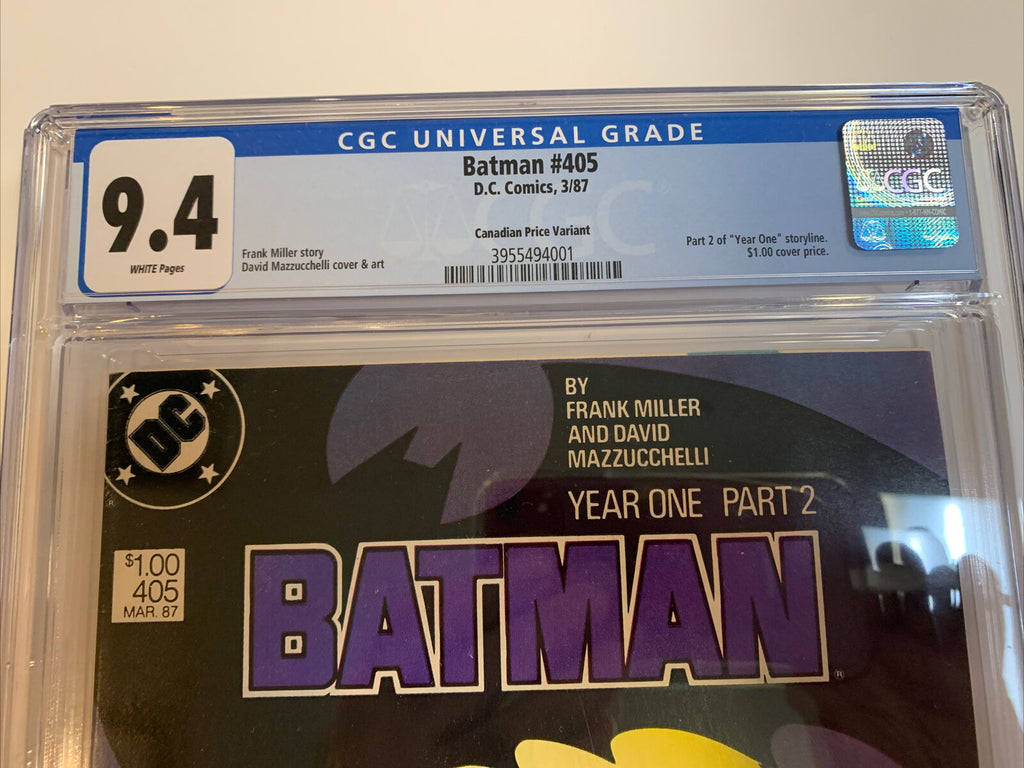 CGC UNIVERSAL GRADE
9.4
WHITE Pages
Batman #405
D.C. Comics, 3/87
Canadian Price Variant
3955494001
Frank Miller story
David Mazzucchelli cover & art
Part 2 of "Year One" storyline.
$1.00 cover price.
CGC
CGC
DC
®
BY
FRANK MILLER
AND DAVID
MAZZUCCHELLI
YEAR ONE PART 2
$1.00
405
MAR. 87
BATMAN
®